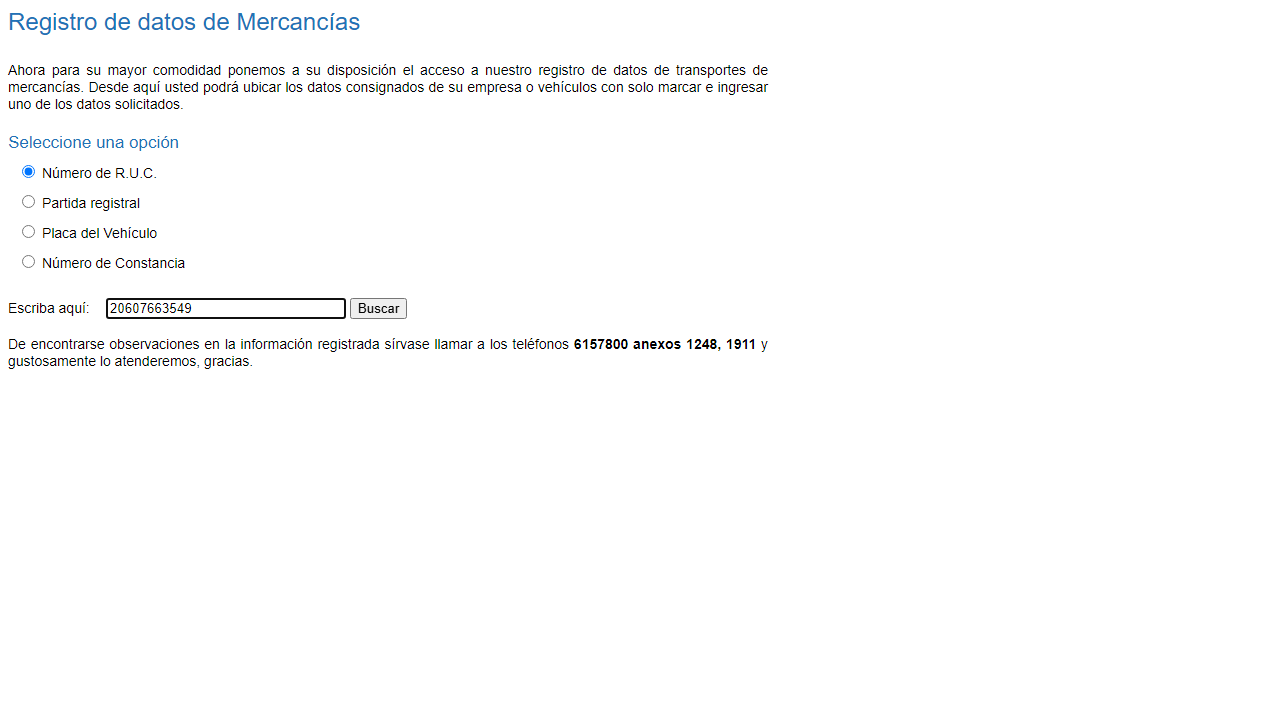 Registro de datos de Mercancías
Ahora para su mayor comodidad ponemos a su disposición el acceso a nuestro registro de datos de transportes de
mercancías. Desde aquí usted podrá ubicar los datos consignados de su empresa o vehículos con solo marcar e ingresar
uno de los datos solicitados.
Seleccione una opción
Número de R.U.C.
Partida registral
Placa del Vehículo
Número de Constancia
Escriba aquí: 20607663549 Buscar
De encontrarse observaciones en la información registrada sírvase llamar a los teléfonos 6157800 anexos 1248, 1911 y
gustosamente lo atenderemos, gracias.